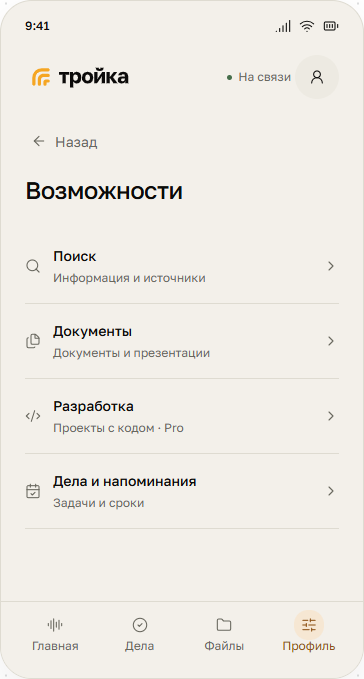 9:41
тройка
На связи
Назад
Возможности
Поиск
Информация и источники
Документы
Документы и презентации
Разработка
Проекты с кодом · Pro
Дела и напоминания
Задачи и сроки
Главная
Дела
Файлы
Профиль